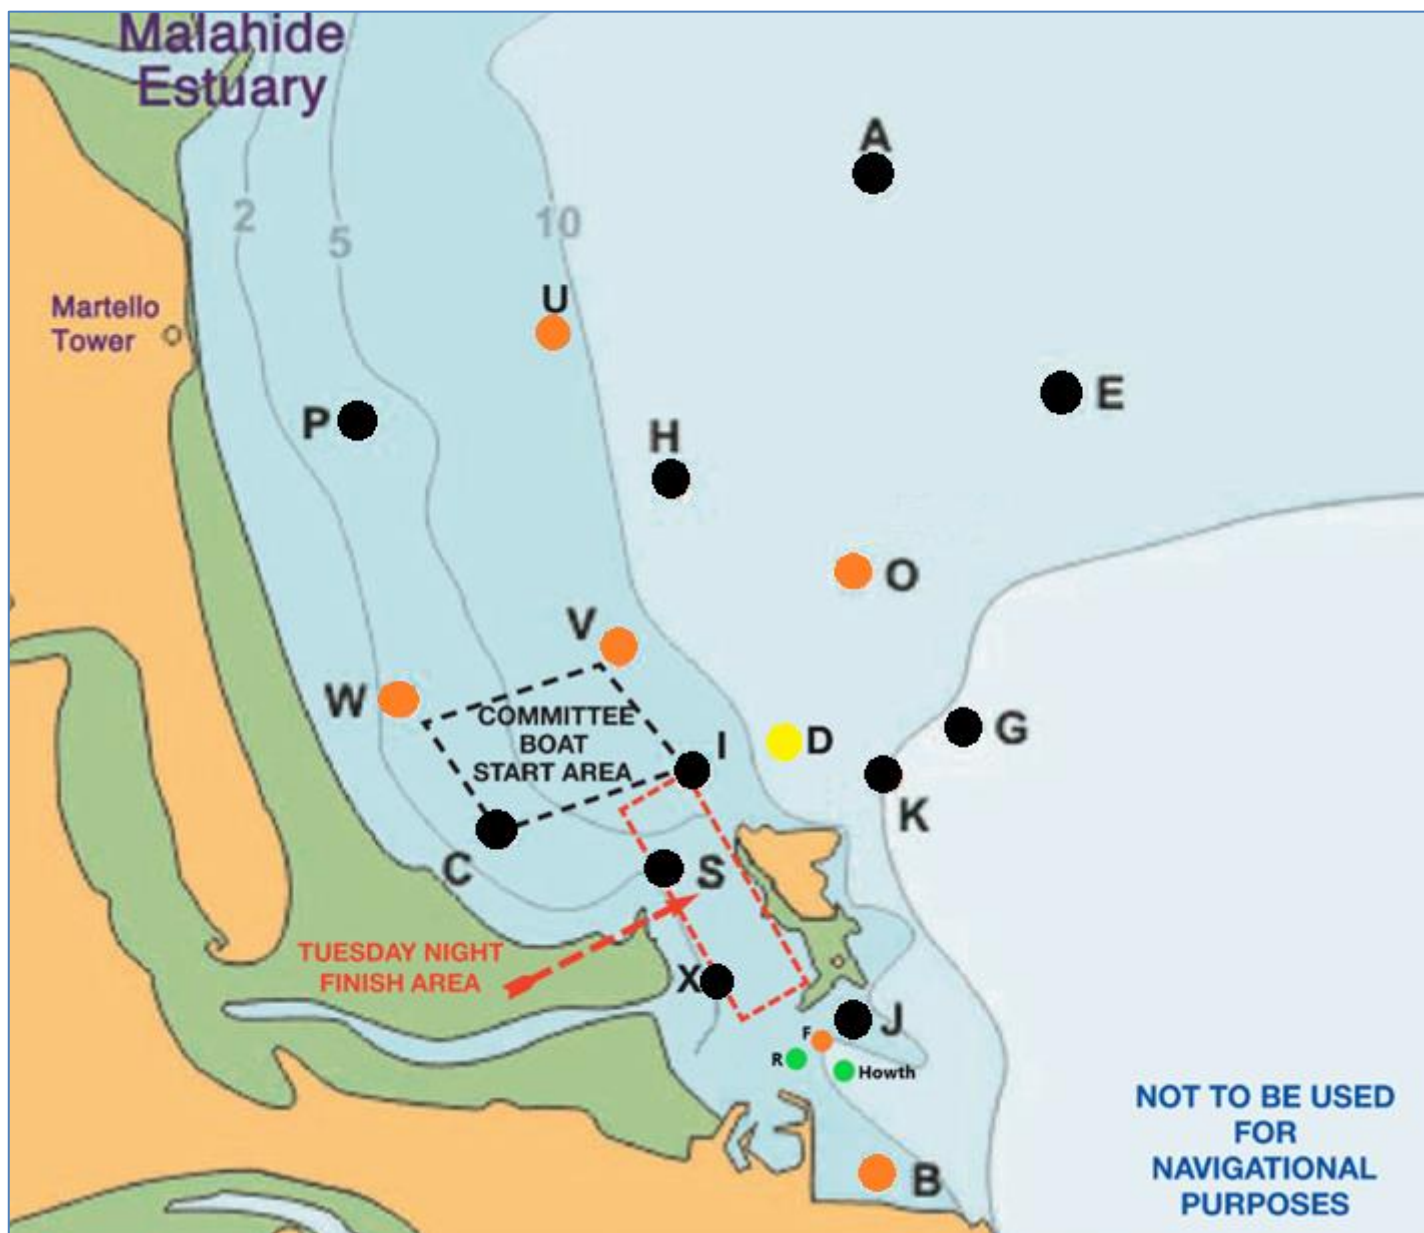 Malahide
Estuary
A
2
5
10
U
Martello
Tower
E
P
H
O
V
W
COMMITTEE
BOAT
START AREA
I
D
G
K
C
S
TUESDAY NIGHT
FINISH AREA
X
J
F
R
Howth
NOT TO BE USED
FOR
NAVIGATIONAL
PURPOSES
B